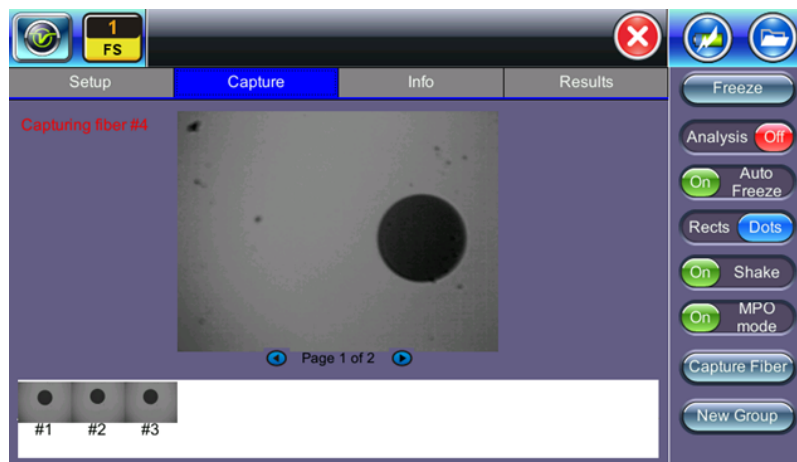 1
FS
Setup
Capture
Info
Results
Capturing fiber #4
Page 1 of 2
#1
#2
#3
Freeze
Analysis Off
On Auto
Freeze
Rects Dots
On Shake
On MPO
mode
Capture Fiber
New Group